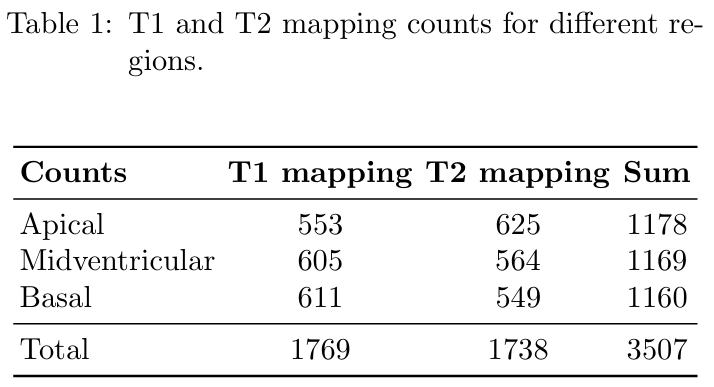 Table 1: T1 and T2 mapping counts for different re-
gions.
Counts T1 mapping T2 mapping Sum
Apical 553 625 1178
Midventricular 605 564 1169
Basal 611 549 1160
Total 1769 1738 3507